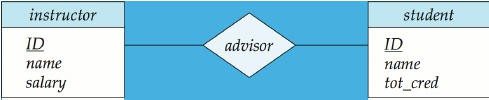 instructor
ID
name
salary
advisor
student
ID
name
tot_cred